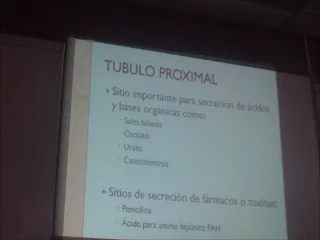 TUBULO PROXIMAL
• Sitio importante para secreción de ácidos
y bases orgánicas como:
• Sales biliares
• Oxalato
• Urato
• Catecolaminas
• Sitios de secreción de fármacos o toxinas:
• Penicilina
• Ácido para amino hipúrico PAH